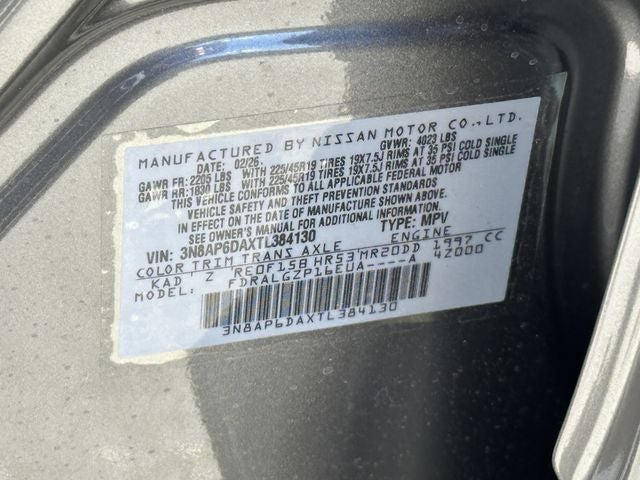 MANUFACTURED BY NISSAN MOTOR CO.,LTD.
DATE: 02/26 GVWR: 4023 LBS
GAWR FR: 2205 LBS WITH 225/45R19 TIRES 19X7.5J RIMS AT 35 PSI COLD SINGLE
GAWR RR: 1830 LBS WITH 225/45R19 TIRES 19X7.5J RIMS AT 35 PSI COLD SINGLE
THIS VEHICLE CONFORMS TO ALL APPLICABLE FEDERAL MOTOR
VEHICLE SAFETY AND THEFT PREVENTION STANDARDS
IN EFFECT ON THE DATE OF MANUFACTURE SHOWN ABOVE.
SEE OWNER'S MANUAL FOR ADDITIONAL INFORMATION.
VIN: 3N8AP6DAXTL384130 TYPE: MPV
COLOR TRIM TRANS AXLE ENGINE
KAD Z RE0F15B HR53 MR20DD 1997 CC
MODEL: FDRALGZP16EUA----A 42000
3N8AP6DAXTL384130